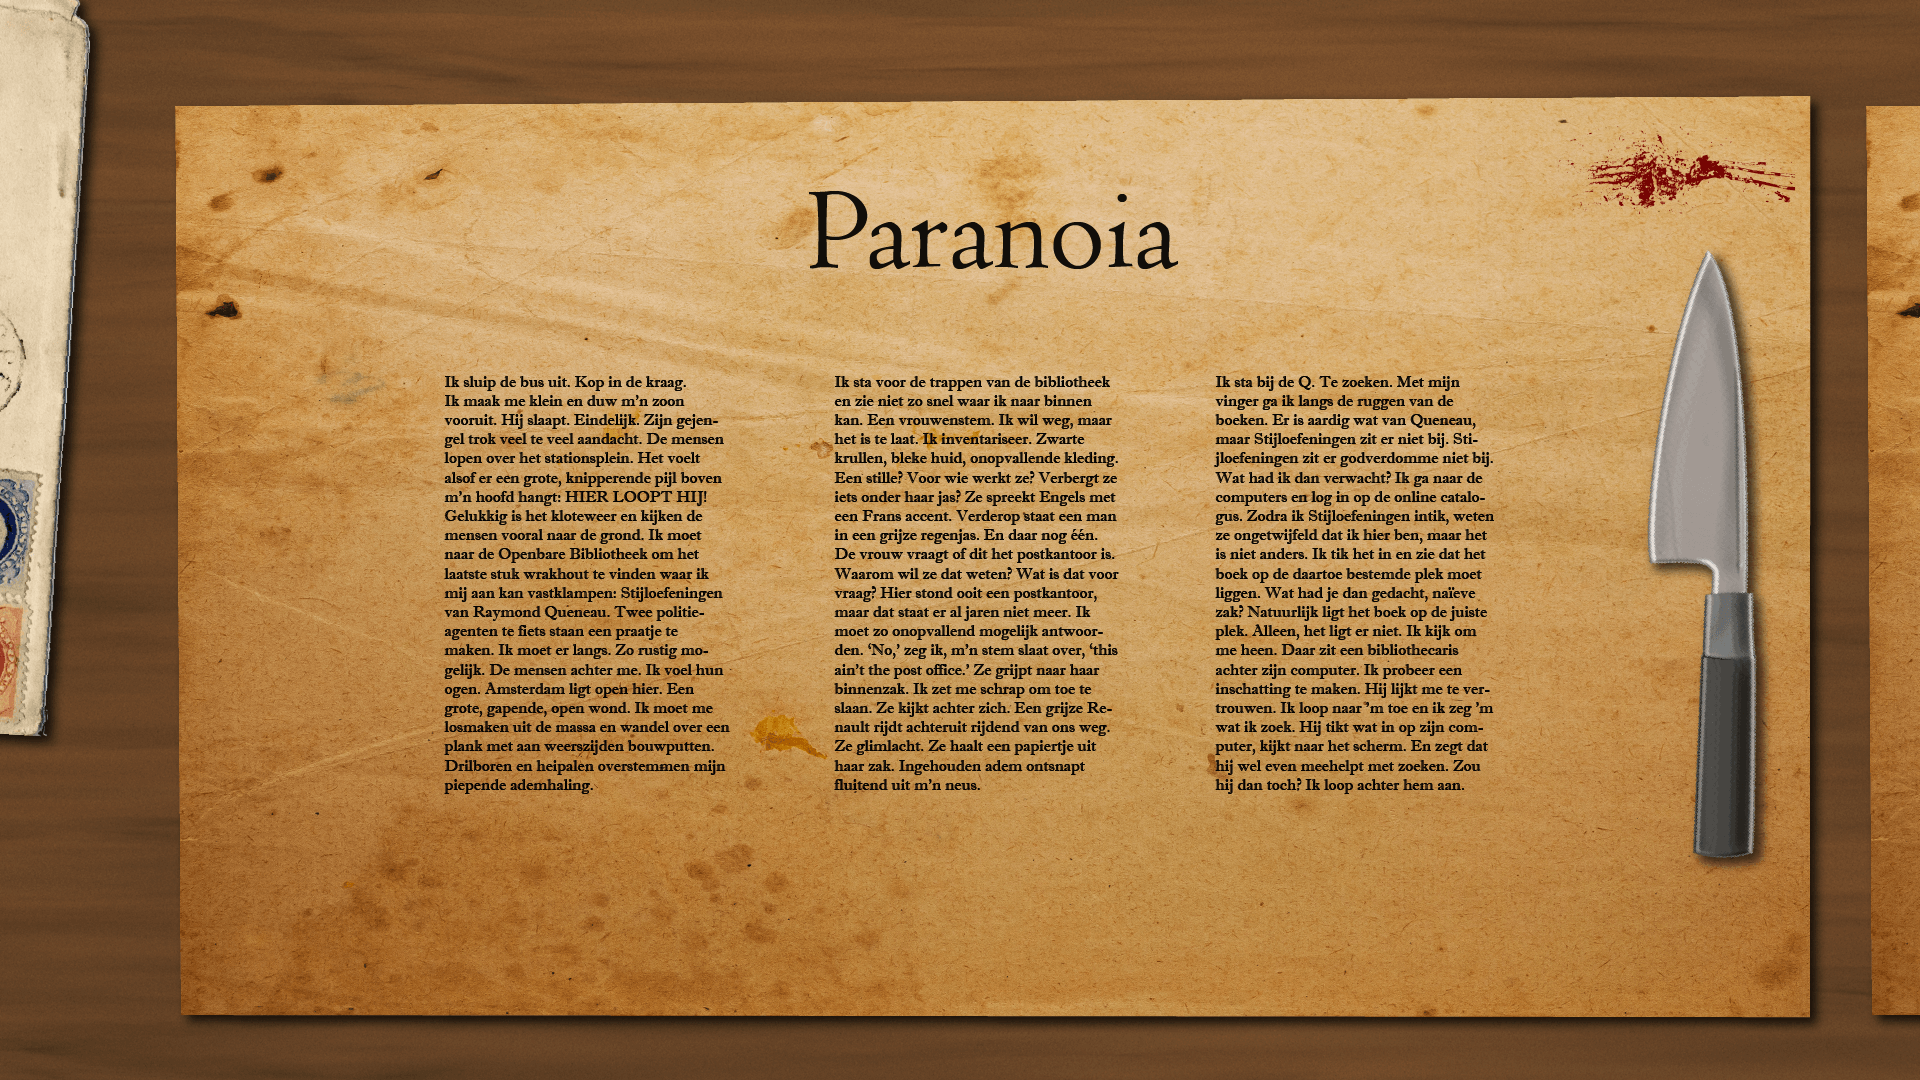 Paranoia
Ik sluip de bus uit. Kop in de kraag.
Ik maak me klein en duw m’n zoon
vooruit. Hij slaapt. Eindelijk. Zijn gejen-
gel trok veel te veel aandacht. De mensen
lopen over het stationsplein. Het voelt
alsof er een grote, knipperende pijl boven
m’n hoofd hangt: HIER LOOPT HIJ!
Gelukkig is het kloteweer en kijken de
mensen vooral naar de grond. Ik moet
naar de Openbare Bibliotheek om het
laatste stuk wrakhout te vinden waar ik
mij aan kan vastklampen: Stijloefeningen
van Raymond Queneau. Twee politie-
agenten te fiets staan een praatje te
maken. Ik moet er langs. Zo rustig mo-
gelijk. De mensen achter me. Ik voel hun
ogen. Amsterdam ligt open hier. Een
grote, gapende, open wond. Ik moet me
losmaken uit de massa en wandel over een
plank met aan weerszijden bouwputten.
Drilboren en heipalen overstemmen mijn
piepende ademhaling.
Ik sta voor de trappen van de bibliotheek
en zie niet zo snel waar ik naar binnen
kan. Een vrouwenstem. Ik wil weg, maar
het is te laat. Ik inventariseer. Zwarte
krullen, bleke huid, onopvallende kleding.
Een stille? Voor wie werkt ze? Verbergt ze
iets onder haar jas? Ze spreekt Engels met
een Frans accent. Verderop staat een man
in een grijze regenjas. En daar nog één.
De vrouw vraagt of dit het postkantoor is.
Waarom wil ze dat weten? Wat is dat voor
vraag? Hier stond ooit een postkantoor,
maar dat staat er al jaren niet meer. Ik
moet zo onopvallend mogelijk antwoor-
den. ‘No,’ zeg ik, m’n stem slaat over, ‘this
ain’t the post office.’ Ze grijpt naar haar
binnenzak. Ik zet me schrap om toe te
slaan. Ze kijkt achter zich. Een grijze Re-
nault rijdt achteruit rijdend van ons weg.
Ze glimlacht. Ze haalt een papiertje uit
haar zak. Ingehouden adem ontsnapt
fluitend uit m’n neus.
Ik sta bij de Q. Te zoeken. Met mijn
vinger ga ik langs de ruggen van de
boeken. Er is aardig wat van Queneau,
maar Stijloefeningen zit er niet bij. Sti-
jloefeningen zit er godverdomme niet bij.
Wat had ik dan verwacht? Ik ga naar de
computers en log in op de online catalo-
gus. Zodra ik Stijloefeningen intik, weten
ze ongetwijfeld dat ik hier ben, maar het
is niet anders. Ik tik het in en zie dat het
boek op de daartoe bestemde plek moet
liggen. Wat had je dan gedacht, naïeve
zak? Natuurlijk ligt het boek op de juiste
plek. Alleen, het ligt er niet. Ik kijk om
me heen. Daar zit een bibliothecaris
achter zijn computer. Ik probeer een
inschatting te maken. Hij lijkt me te ver-
trouwen. Ik loop naar ’m toe en ik zeg ’m
wat ik zoek. Hij tikt wat in op zijn com-
puter, kijkt naar het scherm. En zegt dat
hij wel even meehelpt met zoeken. Zou
hij dan toch? Ik loop achter hem aan.